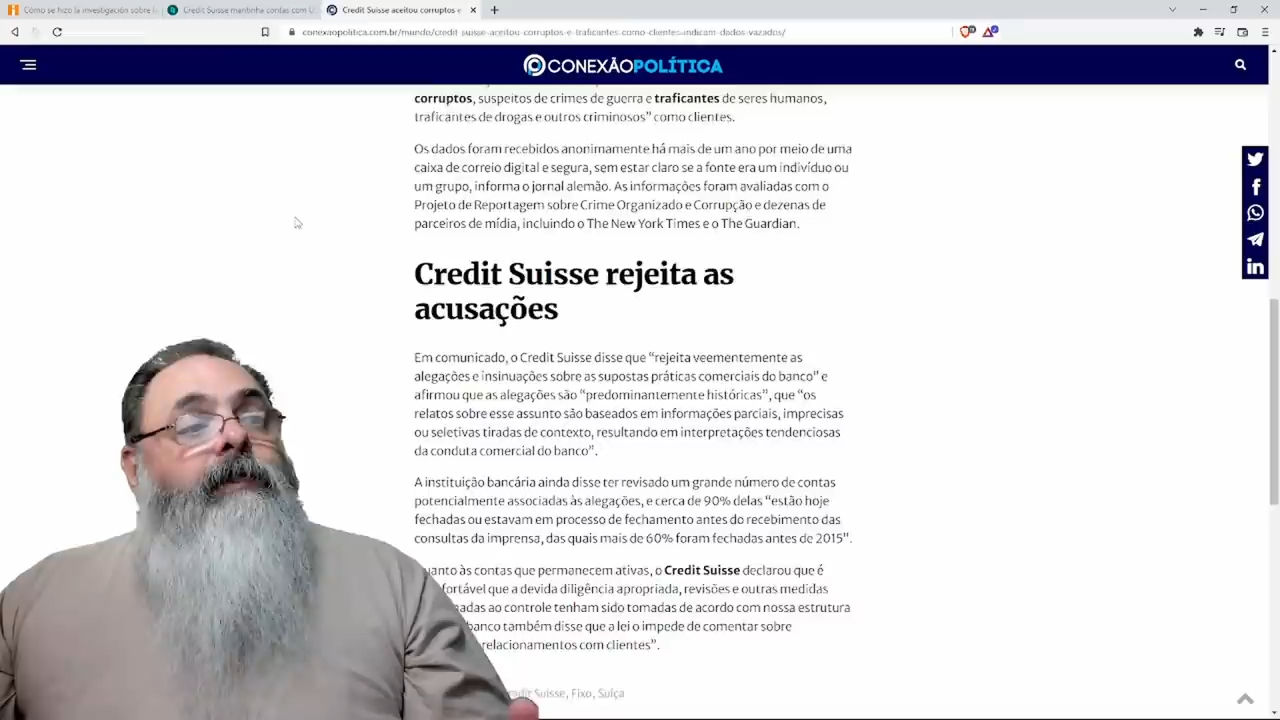 Cómo se hizo la investigación sobre l
Credit Suisse mantinha contas com U
Credit Suisse aceitou corruptos e
conexaopolitica.com.br/mundo/credit-suisse-aceitou-corruptos-e-traficantes-como-clientes-indicam-dados-vazados/
CONEXÃOPOLÍTICA
corruptos, suspeitos de crimes de guerra e traficantes de seres humanos,
traficantes de drogas e outros criminosos” como clientes.
Os dados foram recebidos anonimamente há mais de um ano por meio de uma
caixa de correio digital e segura, sem estar claro se a fonte era um indivíduo ou
um grupo, informa o jornal alemão. As informações foram avaliadas com o
Projeto de Reportagem sobre Crime Organizado e Corrupção e dezenas de
parceiros de mídia, incluindo o The New York Times e o The Guardian.
Credit Suisse rejeita as
acusações
Em comunicado, o Credit Suisse disse que “rejeita veementemente as
alegações e insinuações sobre as supostas práticas comerciais do banco” e
afirmou que as alegações são “predominantemente históricas”, que “os
relatos sobre esse assunto são baseados em informações parciais, imprecisas
ou seletivas tiradas de contexto, resultando em interpretações tendenciosas
da conduta comercial do banco”.
A instituição bancária ainda disse ter revisado um grande número de contas
potencialmente associadas às alegações, e cerca de 90% delas “estão hoje
fechadas ou estavam em processo de fechamento antes do recebimento das
consultas da imprensa, das quais mais de 60% foram fechadas antes de 2015”.
uanto às contas que permanecem ativas, o Credit Suisse declarou que é
fortável que a devida diligência apropriada, revisões e outras medidas
nadas ao controle tenham sido tomadas de acordo com nossa estrutura
banco também disse que a lei o impede de comentar sobre
relacionamentos com clientes”.
Suisse, Fixo, Suíça